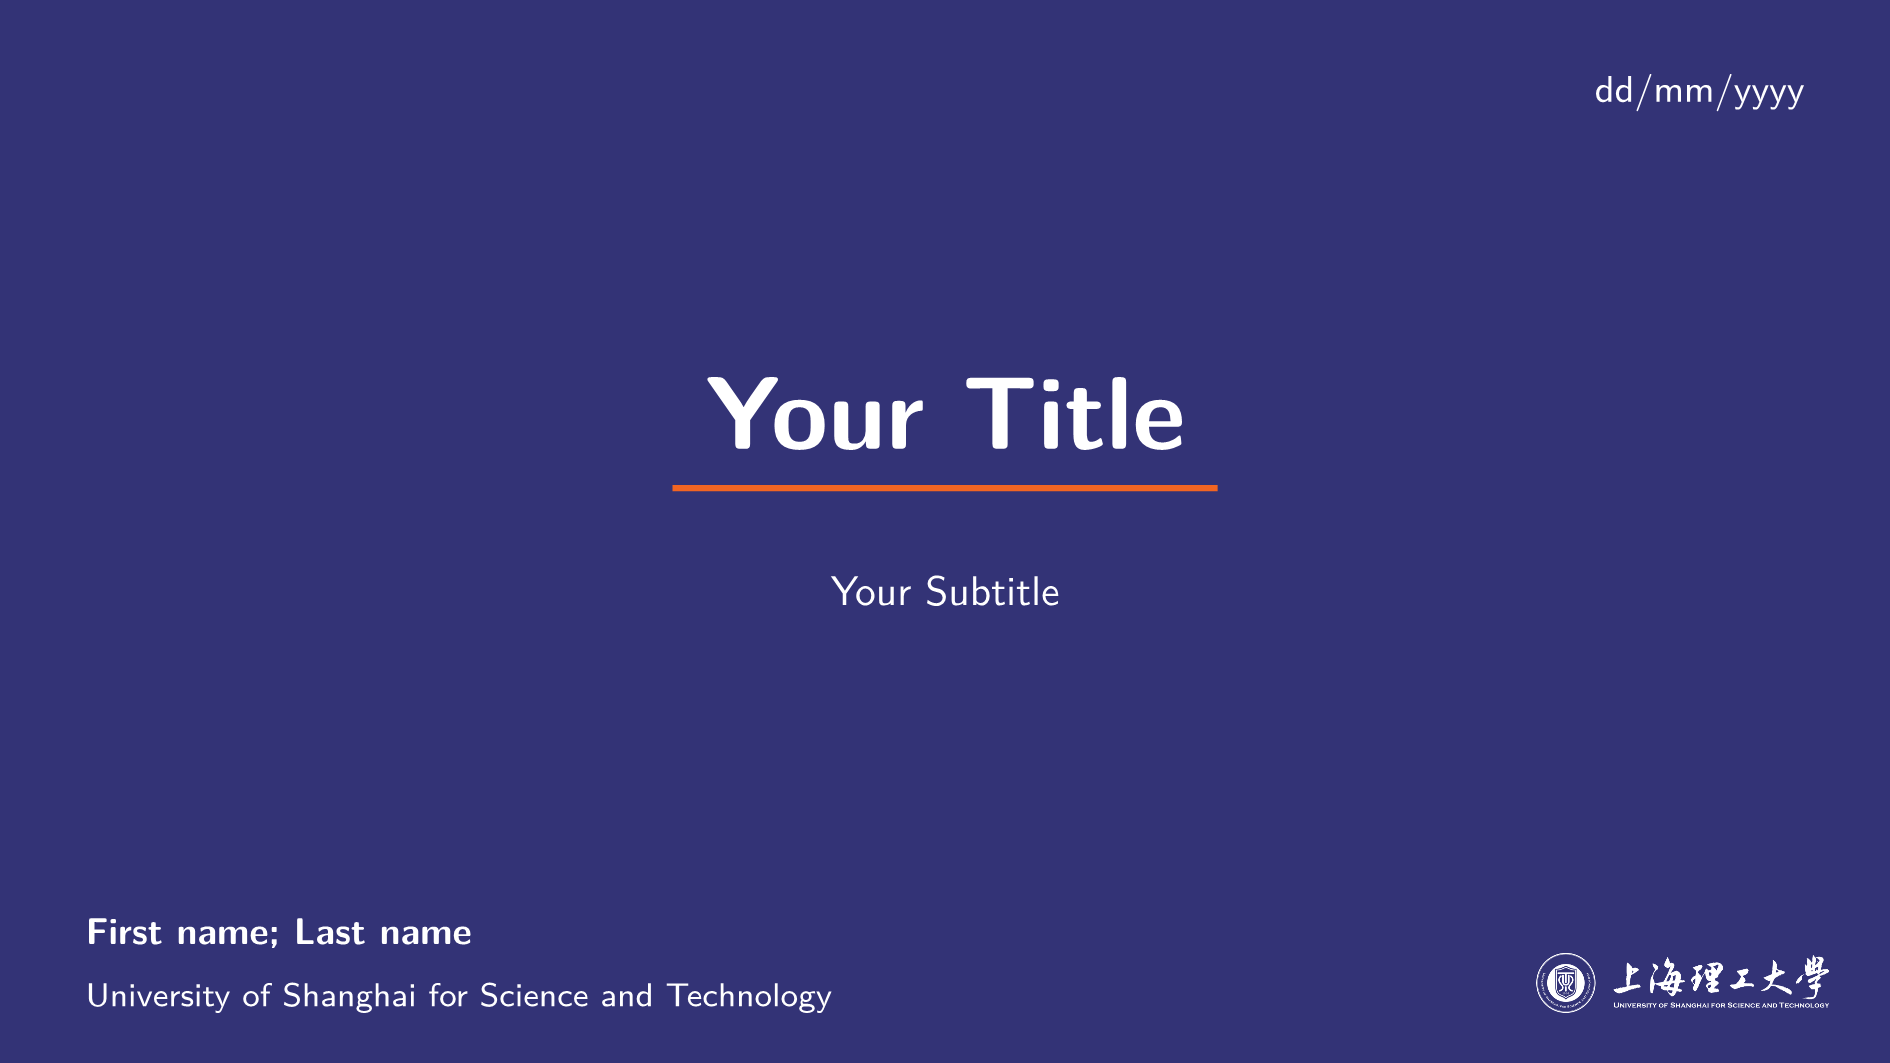 dd/mm/yyyy
Your Title
Your Subtitle
First name; Last name
University of Shanghai for Science and Technology
上海理工大學
University of Shanghai for Science and Technology